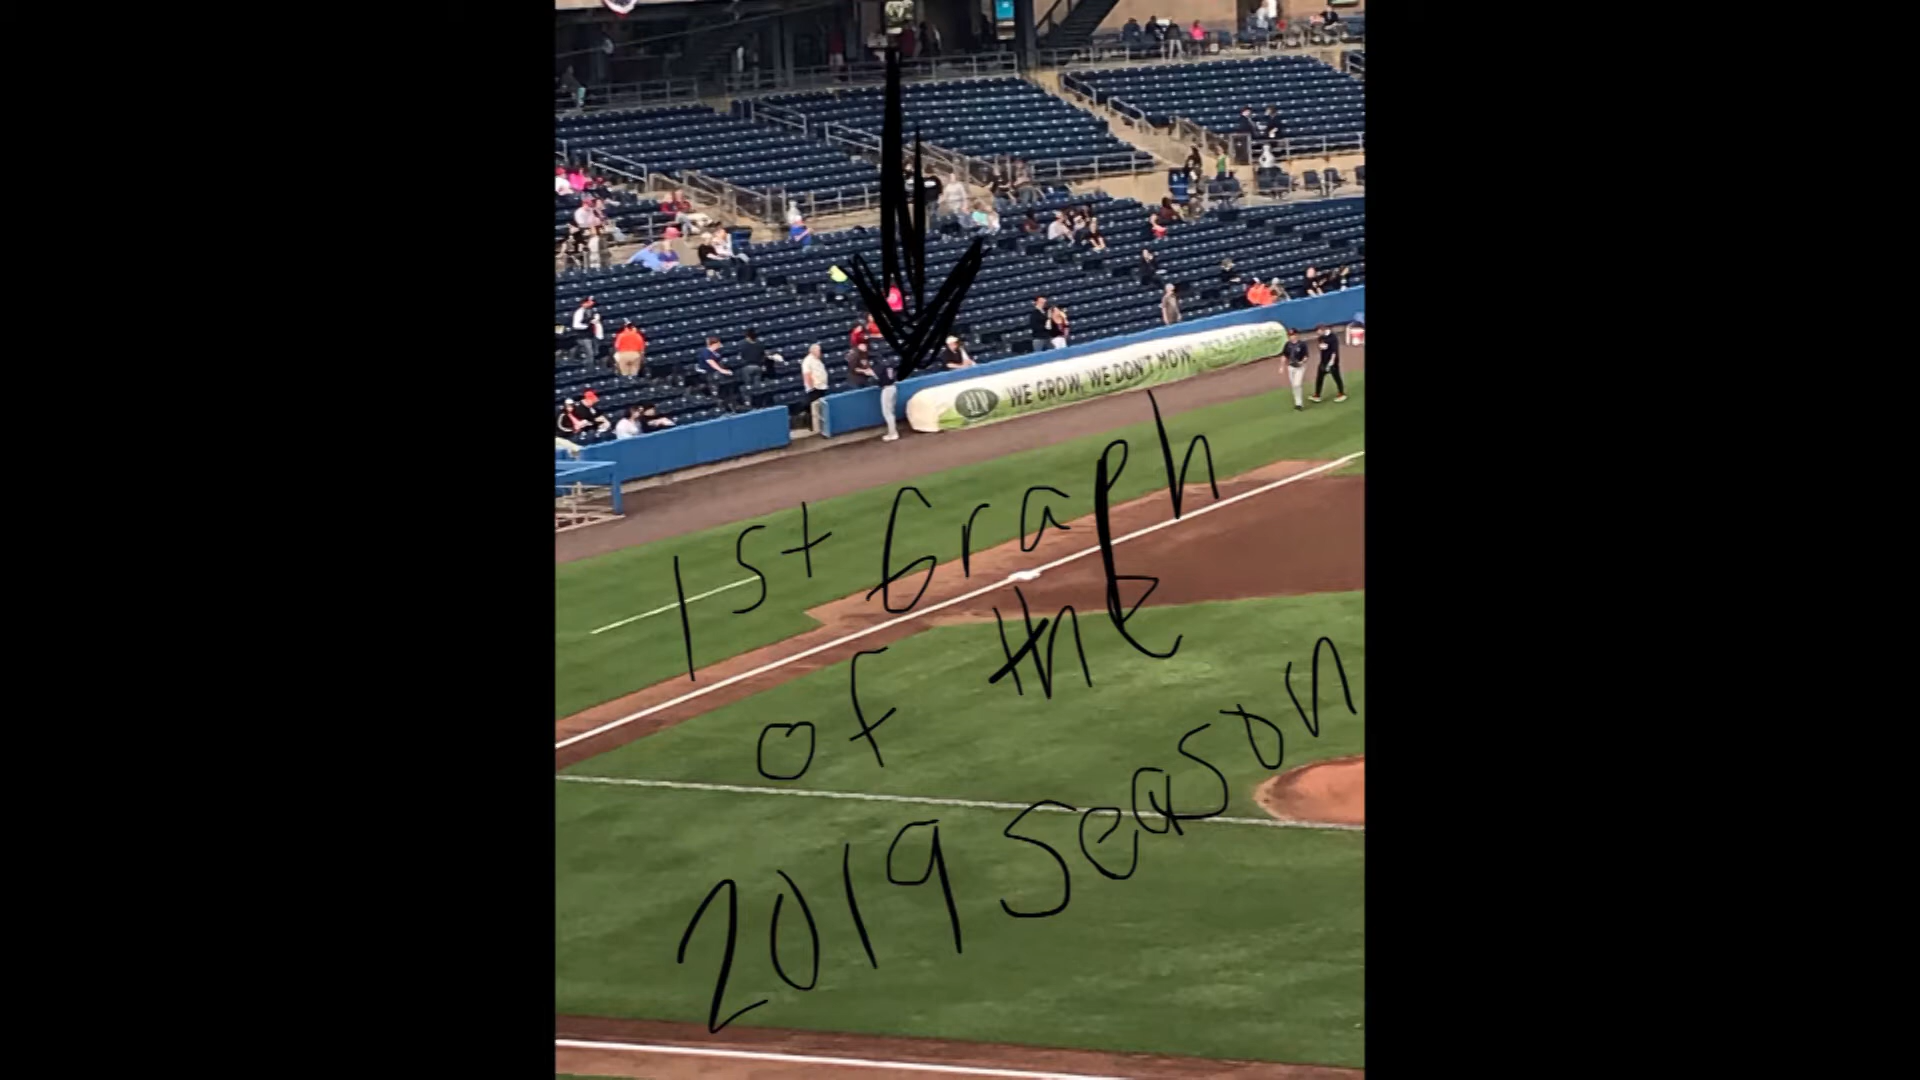 WE GROW, WE DON'T MOW.
1st Graph
of the
2019 Season